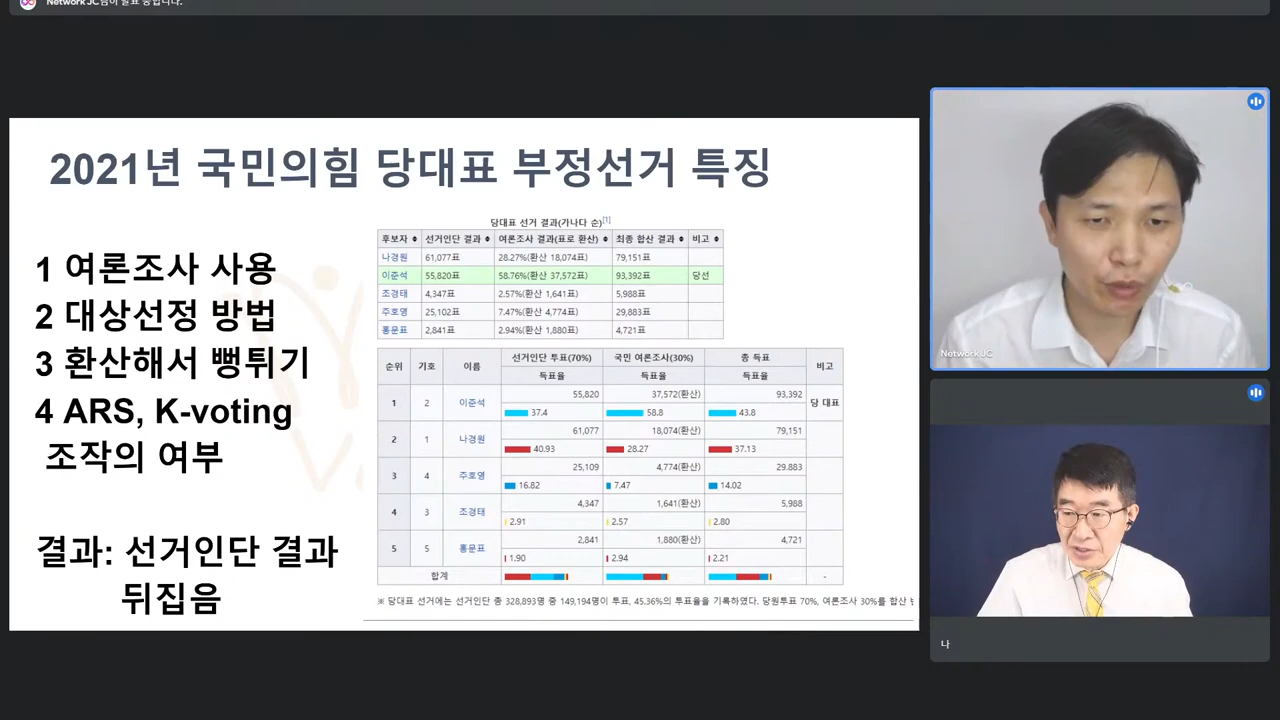 Network JC님이 발표 중입니다.
2021년 국민의힘 당대표 부정선거 특징
1 여론조사 사용
2 대상선정 방법
3 환산해서 뻥튀기
4 ARS, K-voting
조작의 여부
결과: 선거인단 결과
뒤집음
당대표 선거 결과(가나다 순)[1]
후보자 선거인단 결과 여론조사 결과(표로 환산) 최종 합산 결과 비고
나경원 61,077표 28.27%(환산 18,074표) 79,151표
이준석 55,820표 58.76%(환산 37,572표) 93,392표 당선
조경태 4,347표 2.57%(환산 1,641표) 5,988표
주호영 25,102표 7.47%(환산 4,774표) 29,883표
홍문표 2,841표 2.94%(환산 1,880표) 4,721표
순위 기호 이름 선거인단 투표(70%) 국민 여론조사(30%) 총 득표 비고
득표율 득표율 득표율
1 2 이준석 55,820 37,572(환산) 93,392 당 대표
37.4 58.8 43.8
2 1 나경원 61,077 18,074(환산) 79,151
40.93 28.27 37.13
3 4 주호영 25,109 4,774(환산) 29.883
16.82 7.47 14.02
4 3 조경태 4,347 1,641(환산) 5,988
2.91 2.57 2.80
5 5 홍문표 2,841 1,880(환산) 4,721
1.90 2.94 2.21
합계 -
※ 당대표 선거에는 선거인단 총 328,893명 중 149,194명이 투표, 45.36%의 투표율을 기록하였다. 당원투표 70%, 여론조사 30%를 합산
Network JC
나